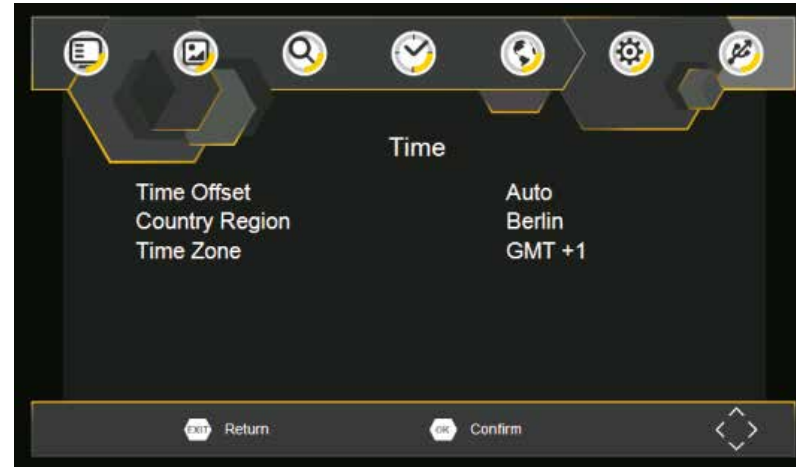 Time
Time Offset Auto
Country Region Berlin
Time Zone GMT +1
EXIT Return OK Confirm